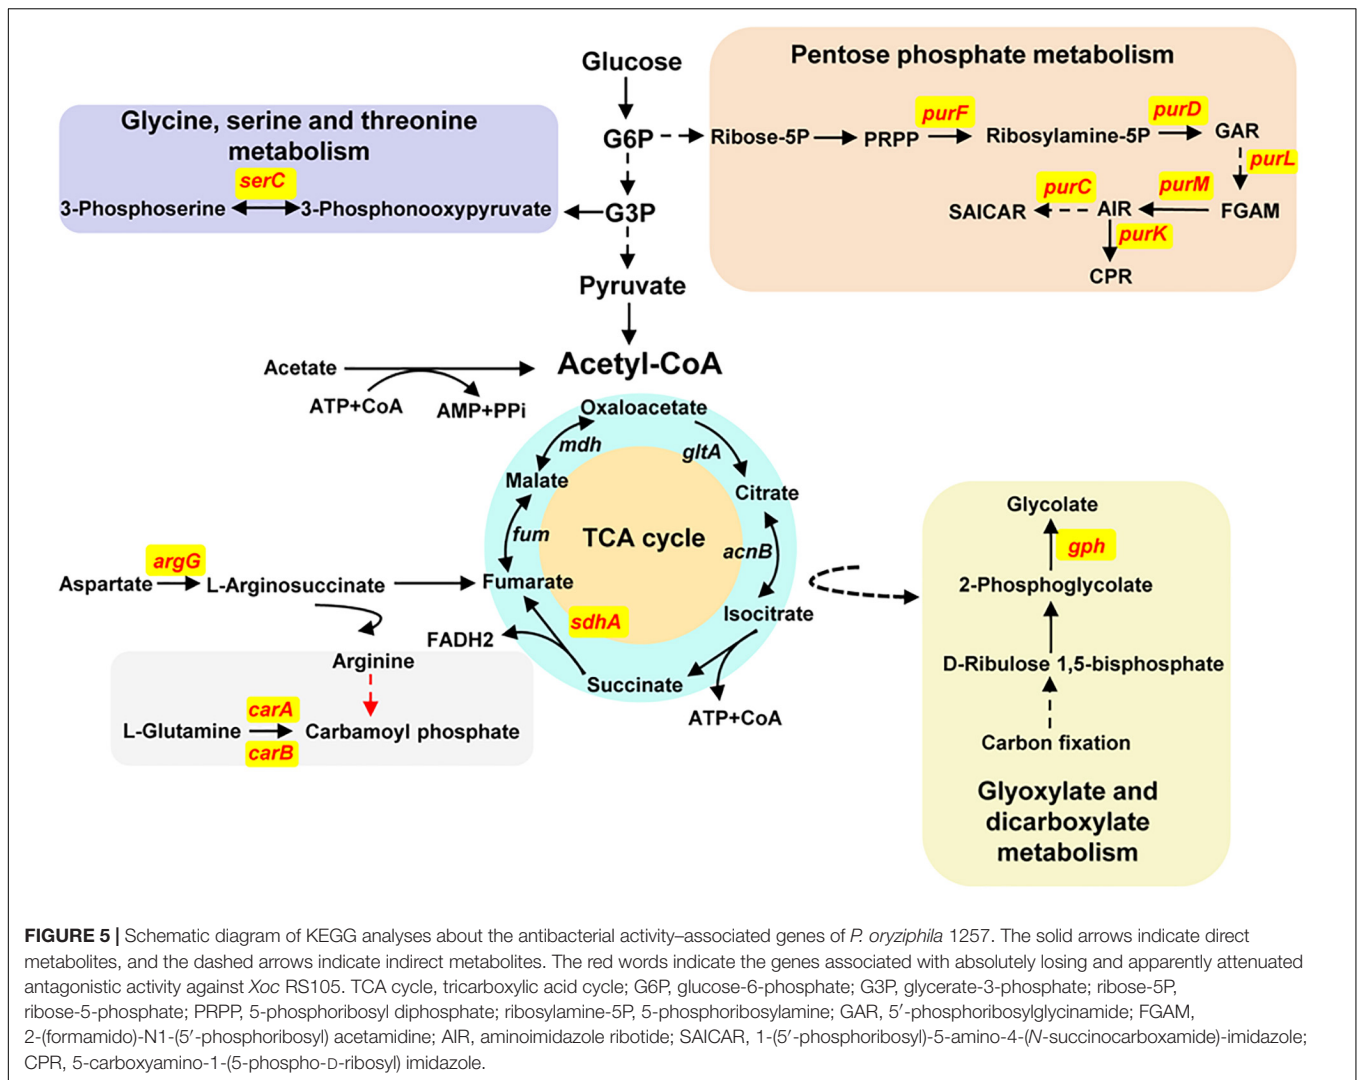 Glucose
Pentose phosphate metabolism
Glycine, serine and threonine
metabolism
serC
3-Phosphoserine
3-Phosphonooxypyruvate
G6P
Ribose-5P
PRPP
purF
Ribosylamine-5P
purD
GAR
purL
G3P
SAICAR
purC
AIR
purM
FGAM
purK
CPR
Pyruvate
Acetate
Acetyl-CoA
ATP+CoA
AMP+PPi
Oxaloacetate
mdh
gltA
Malate
Citrate
TCA cycle
fum
acnB
argG
Aspartate
L-Arginosuccinate
Fumarate
sdhA
Isocitrate
FADH2
Succinate
ATP+CoA
Arginine
carA
L-Glutamine
Carbamoyl phosphate
carB
Glycolate
gph
2-Phosphoglycolate
D-Ribulose 1,5-bisphosphate
Carbon fixation
Glyoxylate and
dicarboxylate
metabolism
FIGURE 5 | Schematic diagram of KEGG analyses about the antibacterial activity–associated genes of P. oryziphila 1257. The solid arrows indicate direct
metabolites, and the dashed arrows indicate indirect metabolites. The red words indicate the genes associated with absolutely losing and apparently attenuated
antagonistic activity against Xoc RS105. TCA cycle, tricarboxylic acid cycle; G6P, glucose-6-phosphate; G3P, glycerate-3-phosphate; ribose-5P,
ribose-5-phosphate; PRPP, 5-phosphoribosyl diphosphate; ribosylamine-5P, 5-phosphoribosylamine; GAR, 5′-phosphoribosylglycinamide; FGAM,
2-(formamido)-N1-(5′-phosphoribosyl) acetamidine; AIR, aminoimidazole ribotide; SAICAR, 1-(5′-phosphoribosyl)-5-amino-4-(N-succinocarboxamide)-imidazole;
CPR, 5-carboxyamino-1-(5-phospho-D-ribosyl) imidazole.